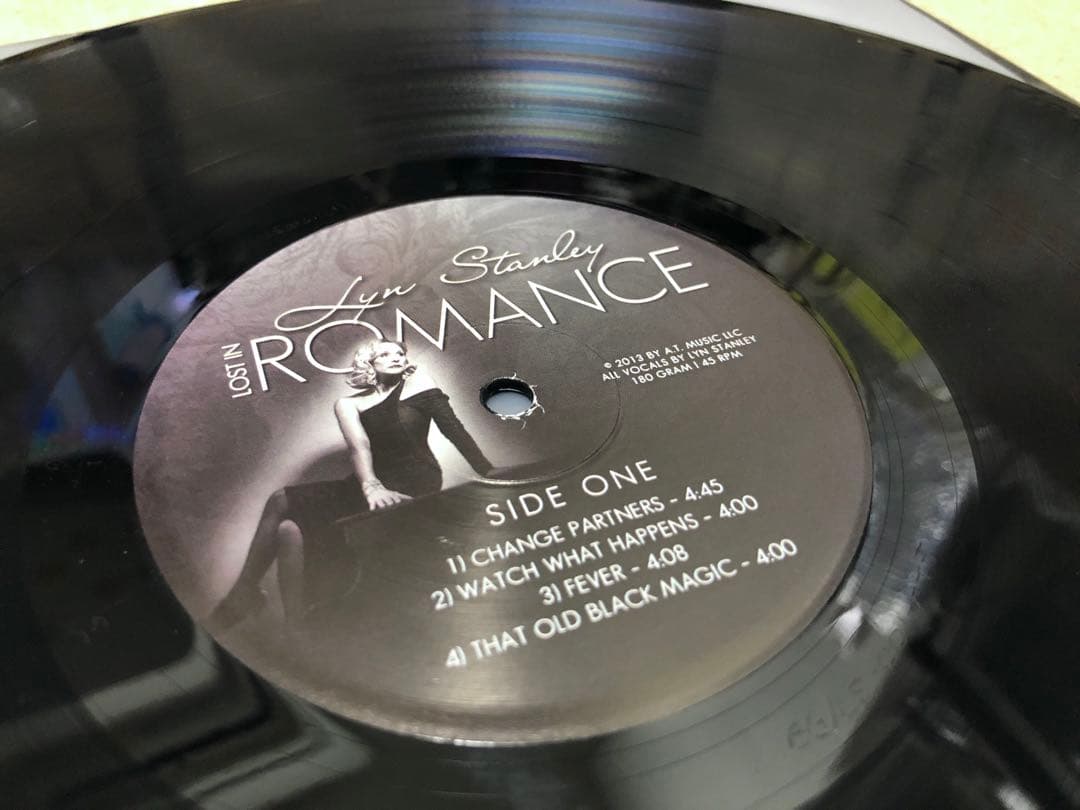 Lyn Stanley
LOST IN
ROMANCE
© 2013 BY A.T. MUSIC LLC
ALL VOCALS BY LYN STANLEY
180 GRAM | 45 RPM
SIDE ONE
1) CHANGE PARTNERS - 4:45
2) WATCH WHAT HAPPENS - 4:00
3) FEVER - 4:08
4) THAT OLD BLACK MAGIC - 4:00